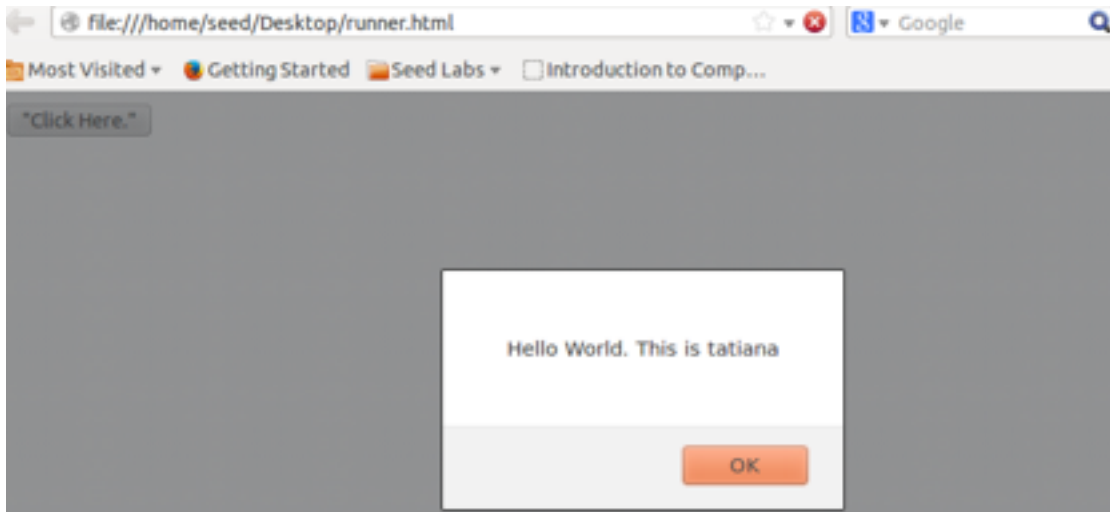 file:///home/seed/Desktop/runner.html
Google
Most Visited Getting Started Seed Labs Introduction to Comp...
"Click Here."
Hello World. This is tatiana
OK